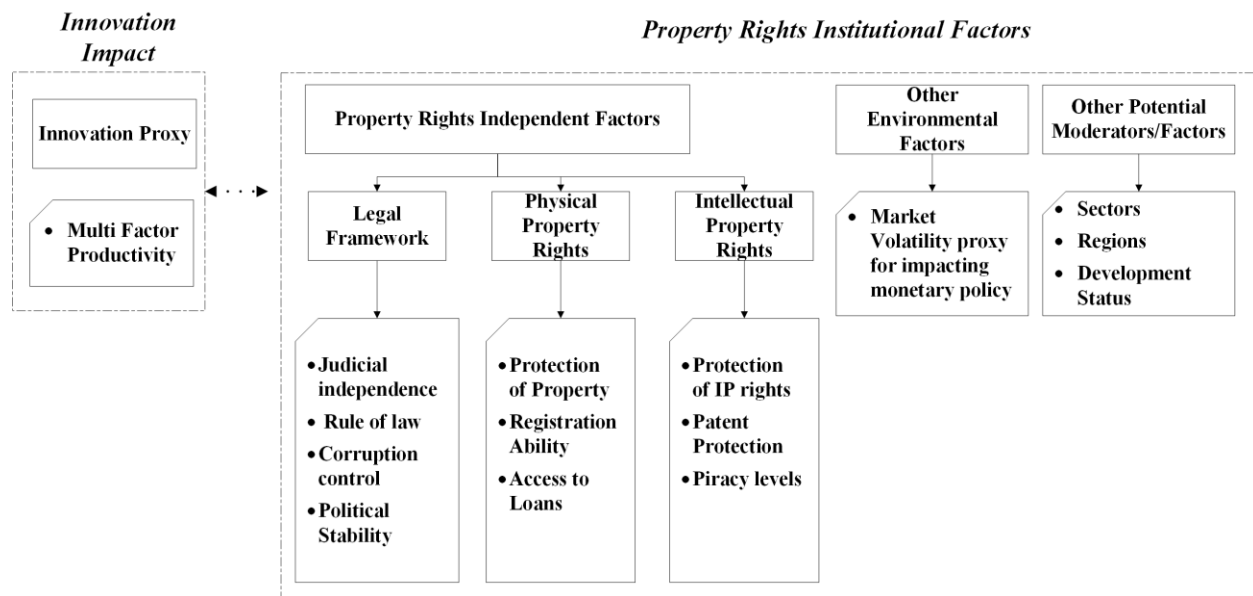 Innovation
Impact
Property Rights Institutional Factors
Innovation Proxy
• Multi Factor
Productivity
Property Rights Independent Factors
Legal
Framework
Physical
Property
Rights
Intellectual
Property
Rights
• Judicial
independence
• Rule of law
• Corruption
control
• Political
Stability
• Protection
of Property
• Registration
Ability
• Access to
Loans
• Protection
of IP rights
• Patent
Protection
• Piracy levels
Other
Environmental
Factors
• Market
Volatility proxy
for impacting
monetary policy
Other Potential
Moderators/Factors
• Sectors
• Regions
• Development
Status